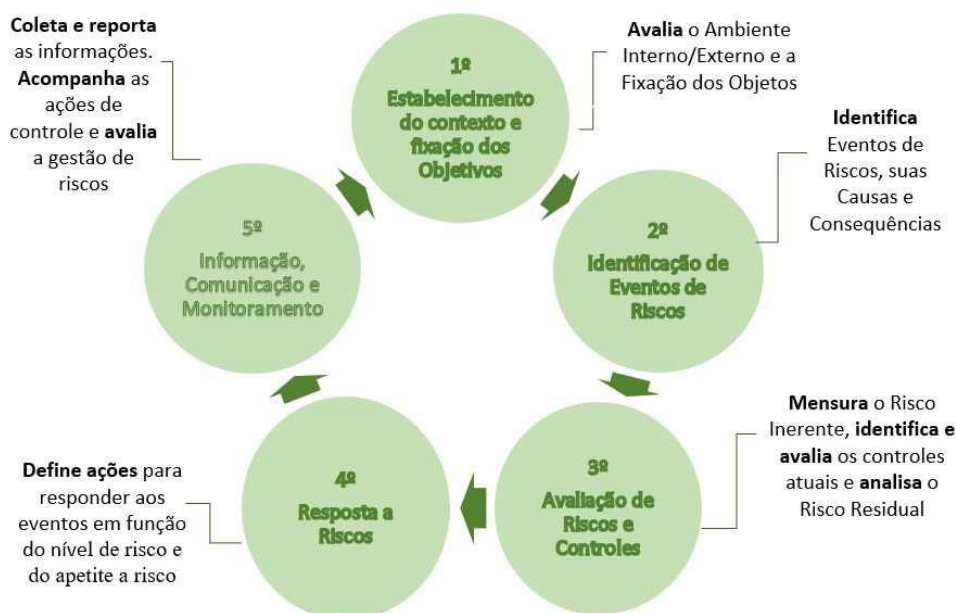 1º
Estabelecimento
do contexto e
fixação dos
Objetivos
Avalia o Ambiente
Interno/Externo e a
Fixação dos Objetos
2º
Identificação de
Eventos de
Riscos
Identifica
Eventos de
Riscos, suas
Causas e
Consequências
3º
Avaliação de
Riscos e
Controles
Mensura o Risco
Inerente, identifica e
avalia os controles
atuais e analisa o
Risco Residual
4º
Resposta a
Riscos
Define ações para
responder aos
eventos em função
do nível de risco e
do apetite a risco
5º
Informação,
Comunicação e
Monitoramento
Coleta e reporta
as informações.
Acompanha as
ações de
controle e avalia
a gestão de
riscos